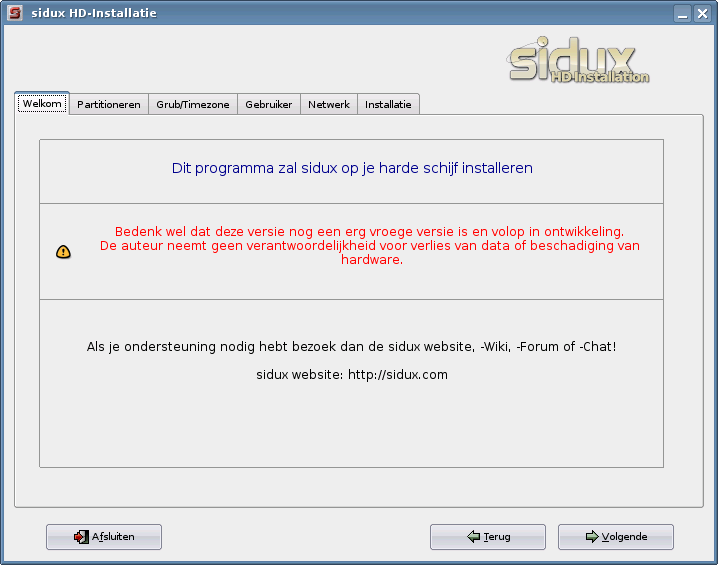 sidux HD-Installatie
sidux
HD-Installation
Welkom
Partitioneren
Grub/Timezone
Gebruiker
Netwerk
Installatie
Dit programma zal sidux op je harde schijf installeren
Bedenk wel dat deze versie nog een erg vroege versie is en volop in ontwikkeling.
De auteur neemt geen verantwoordelijkheid voor verlies van data of beschadiging van
hardware.
Als je ondersteuning nodig hebt bezoek dan de sidux website, -Wiki, -Forum of -Chat!
sidux website: http://sidux.com
Afsluiten
Terug
Volgende